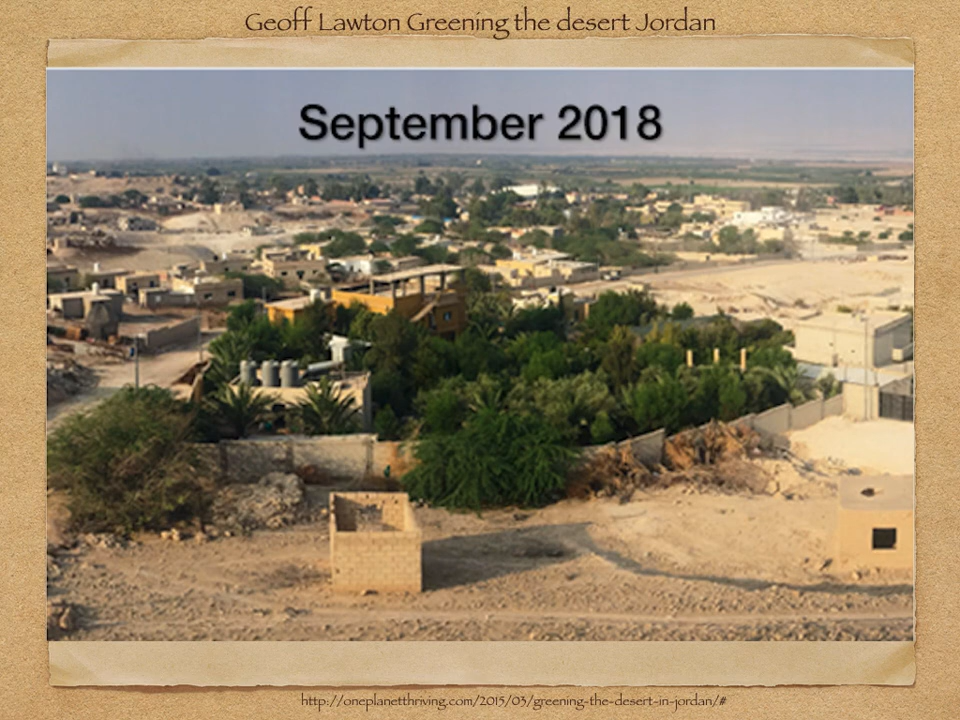 Geoff Lawton Greening the desert Jordan
September 2018
http://oneplanetthriving.com/2015/03/greening-the-desert-in-jordan/#